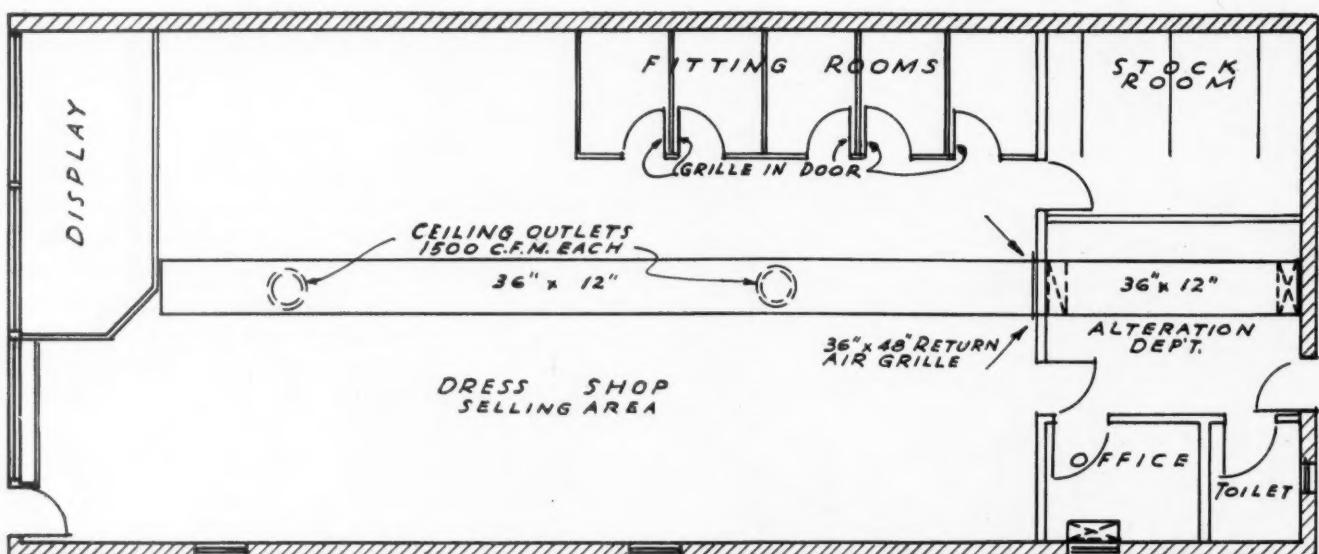 FITTING ROOMS
STOCK
ROOM
DISPLAY
GRILLE IN DOOR
CEILING OUTLETS
1500 C.F.M. EACH
36" x 12"
36" x 12"
ALTERATION
DEP'T.
36" x 48" RETURN
AIR GRILLE
DRESS SHOP
SELLING AREA
OFFICE
TOILET